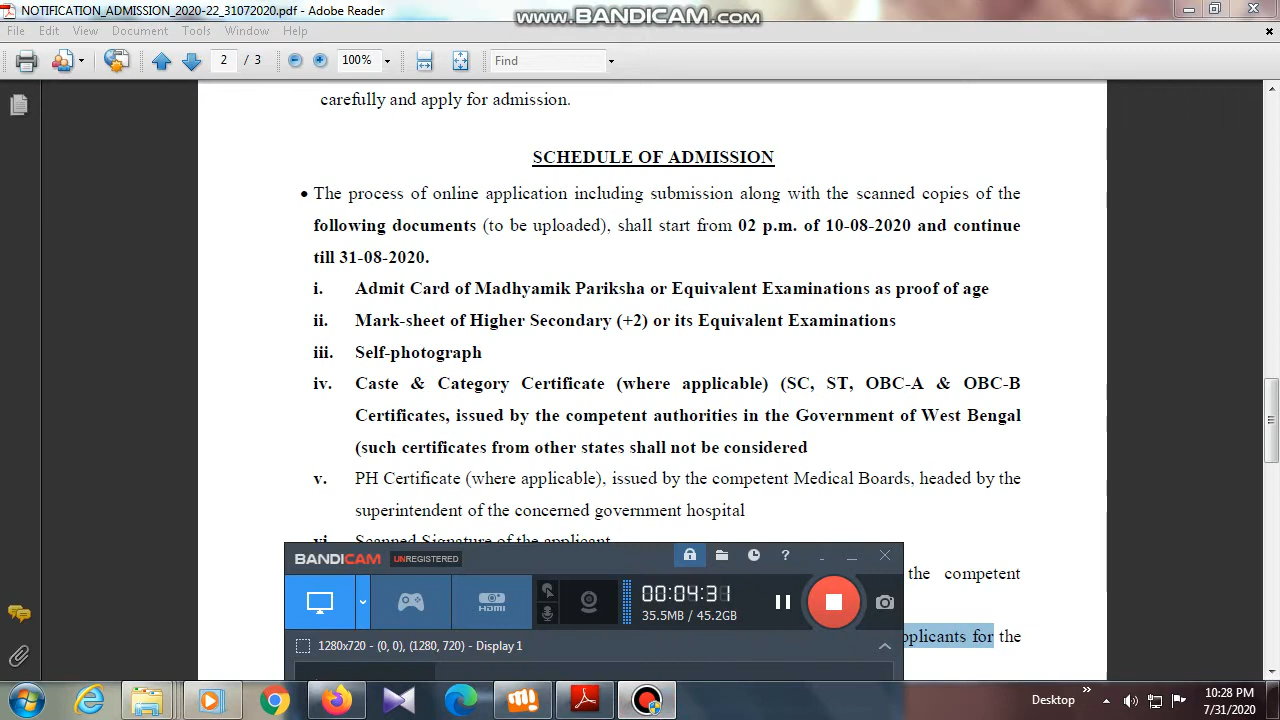 NOTIFICATION_ADMISSION_2020-22_31072020.pdf - Adobe Reader
www.BANDICAM.com
File Edit View Document Tools Window Help
2 / 3 100% Find
carefully and apply for admission.
SCHEDULE OF ADMISSION
• The process of online application including submission along with the scanned copies of the
following documents (to be uploaded), shall start from 02 p.m. of 10-08-2020 and continue
till 31-08-2020.
i. Admit Card of Madhyamik Pariksha or Equivalent Examinations as proof of age
ii. Mark-sheet of Higher Secondary (+2) or its Equivalent Examinations
iii. Self-photograph
iv. Caste & Category Certificate (where applicable) (SC, ST, OBC-A & OBC-B
Certificates, issued by the competent authorities in the Government of West Bengal
(such certificates from other states shall not be considered
v. PH Certificate (where applicable), issued by the competent Medical Boards, headed by the
superintendent of the concerned government hospital
vi. Scanned Signature of the applicant
BANDICAM UNREGISTERED
the competent
HDMI
00:04:31
35.5MB / 45.2GB
pplicants for the
1280x720 - (0, 0), (1280, 720) - Display 1
Desktop
10:28 PM
7/31/2020